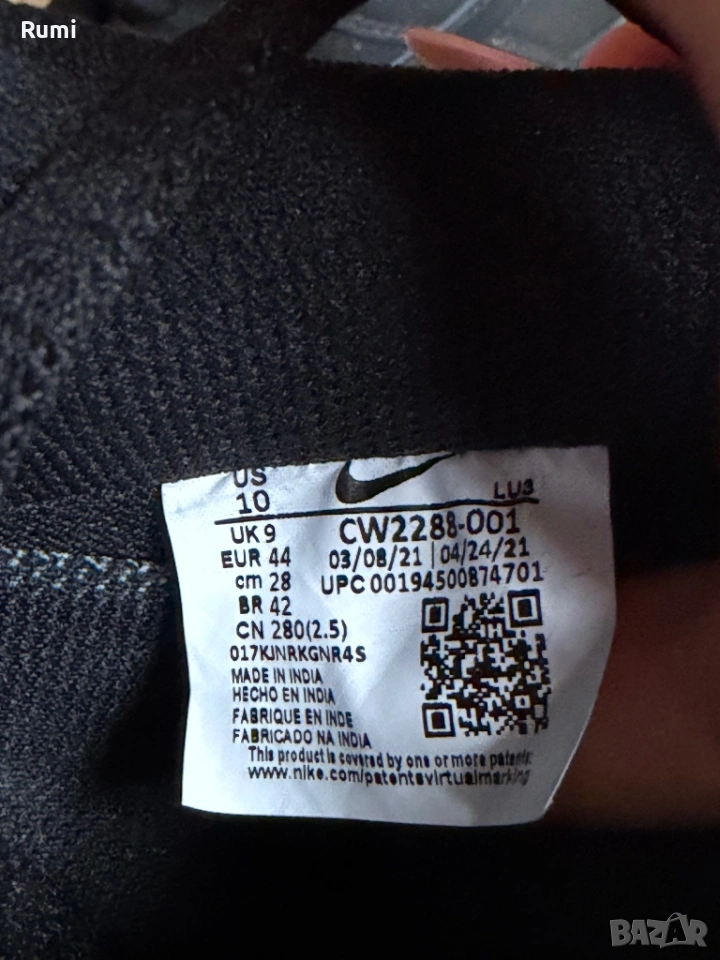 Rumi
US
10
LU3
UK 9
CW2288-001
EUR 44
03/08/21 | 04/24/21
cm 28
UPC 00194500874701
BR 42
CN 280(2.5)
017KJNRKGNR4S
MADE IN INDIA
HECHO EN INDIA
FABRIQUE EN INDE
FABRICADO NA INDIA
This product is covered by one or more patents
www.nike.com/patentsvirtualmarking
BAZAR